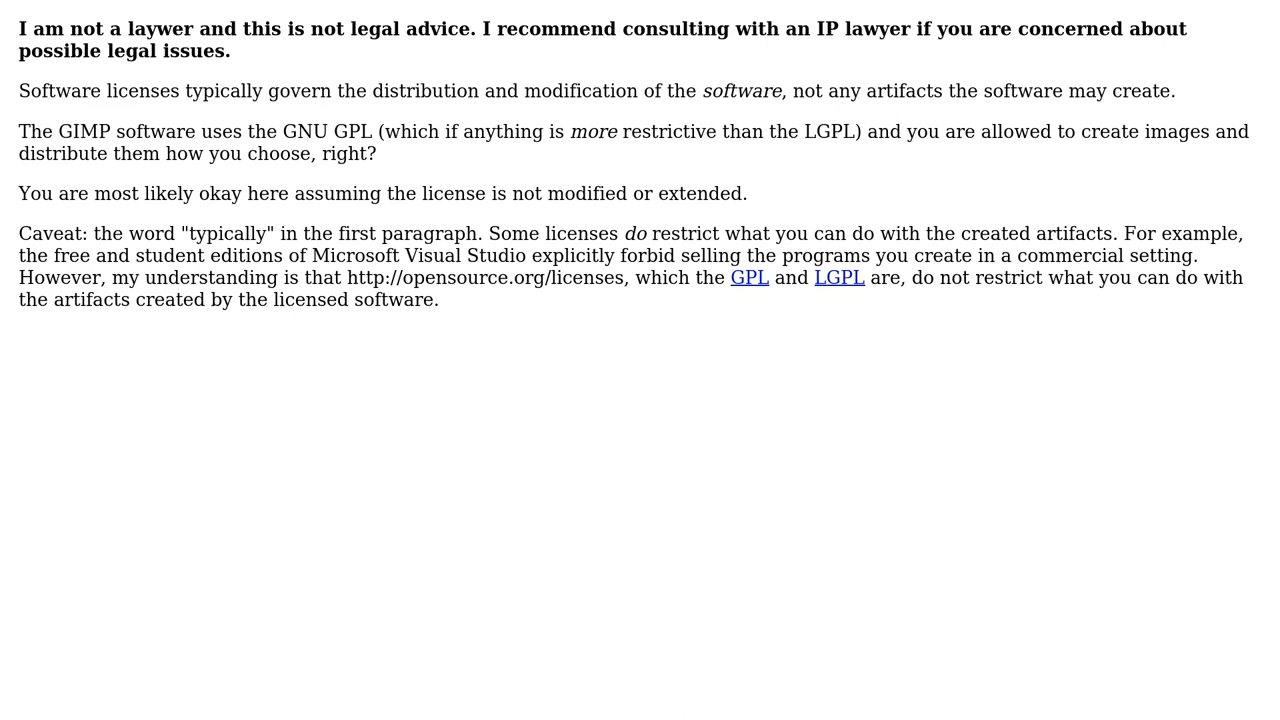 I am not a laywer and this is not legal advice. I recommend consulting with an IP lawyer if you are concerned about
possible legal issues.
Software licenses typically govern the distribution and modification of the software, not any artifacts the software may create.
The GIMP software uses the GNU GPL (which if anything is more restrictive than the LGPL) and you are allowed to create images and
distribute them how you choose, right?
You are most likely okay here assuming the license is not modified or extended.
Caveat: the word "typically" in the first paragraph. Some licenses do restrict what you can do with the created artifacts. For example,
the free and student editions of Microsoft Visual Studio explicitly forbid selling the programs you create in a commercial setting.
However, my understanding is that http://opensource.org/licenses, which the GPL and LGPL are, do not restrict what you can do with
the artifacts created by the licensed software.